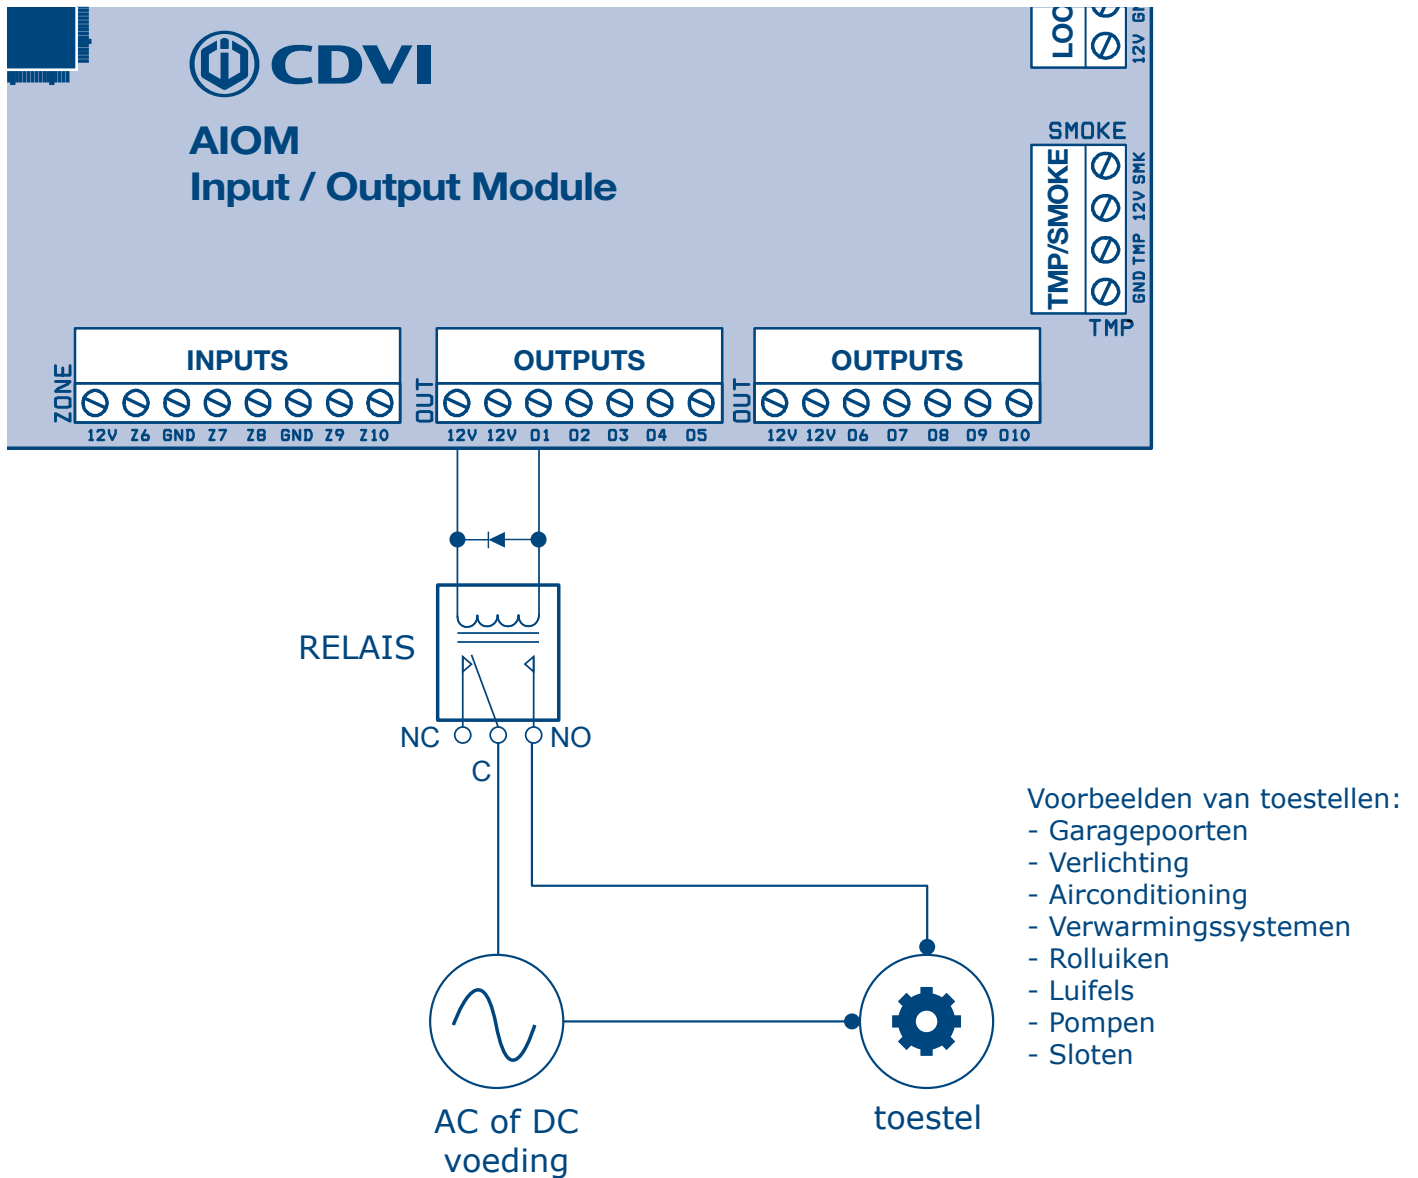 CDVI
AIOM
Input / Output Module
LOC
12V
SMOKE
TMP/SMOKE
GND TMP 12V SMK
TMP
ZONE
INPUTS
12V Z6 GND Z7 Z8 GND Z9 Z10
OUT
OUTPUTS
12V 12V O1 O2 O3 O4 O5
OUT
OUTPUTS
12V 12V O6 O7 O8 O9 O10
RELAIS
NC
C
NO
Voorbeelden van toestellen:
- Garagepoorten
- Verlichting
- Airconditioning
- Verwarmingssystemen
- Rolluiken
- Luifels
- Pompen
- Sloten
AC of DC
voeding
toestel